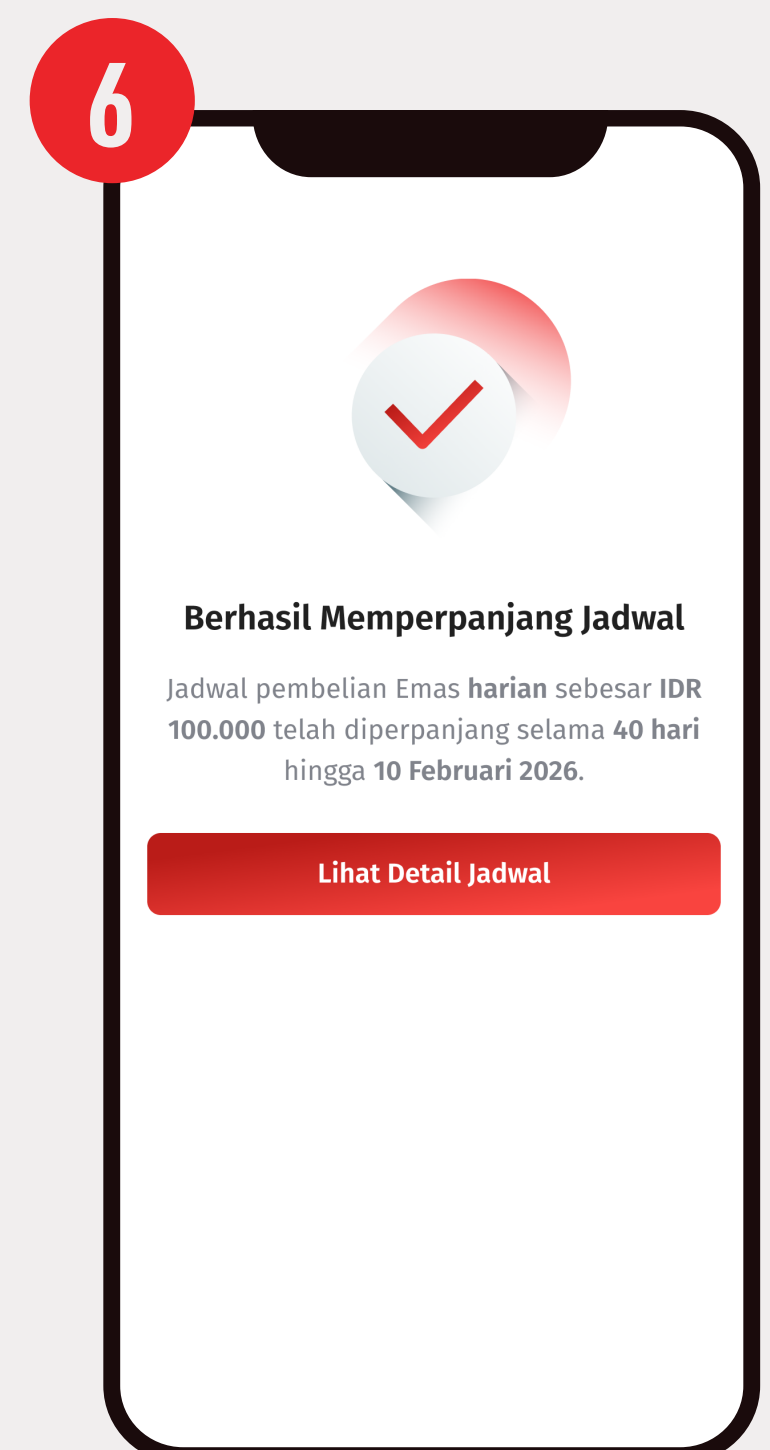 6
Berhasil Memperpanjang Jadwal
Jadwal pembelian Emas harian sebesar IDR
100.000 telah diperpanjang selama 40 hari
hingga 10 Februari 2026.
Lihat Detail Jadwal